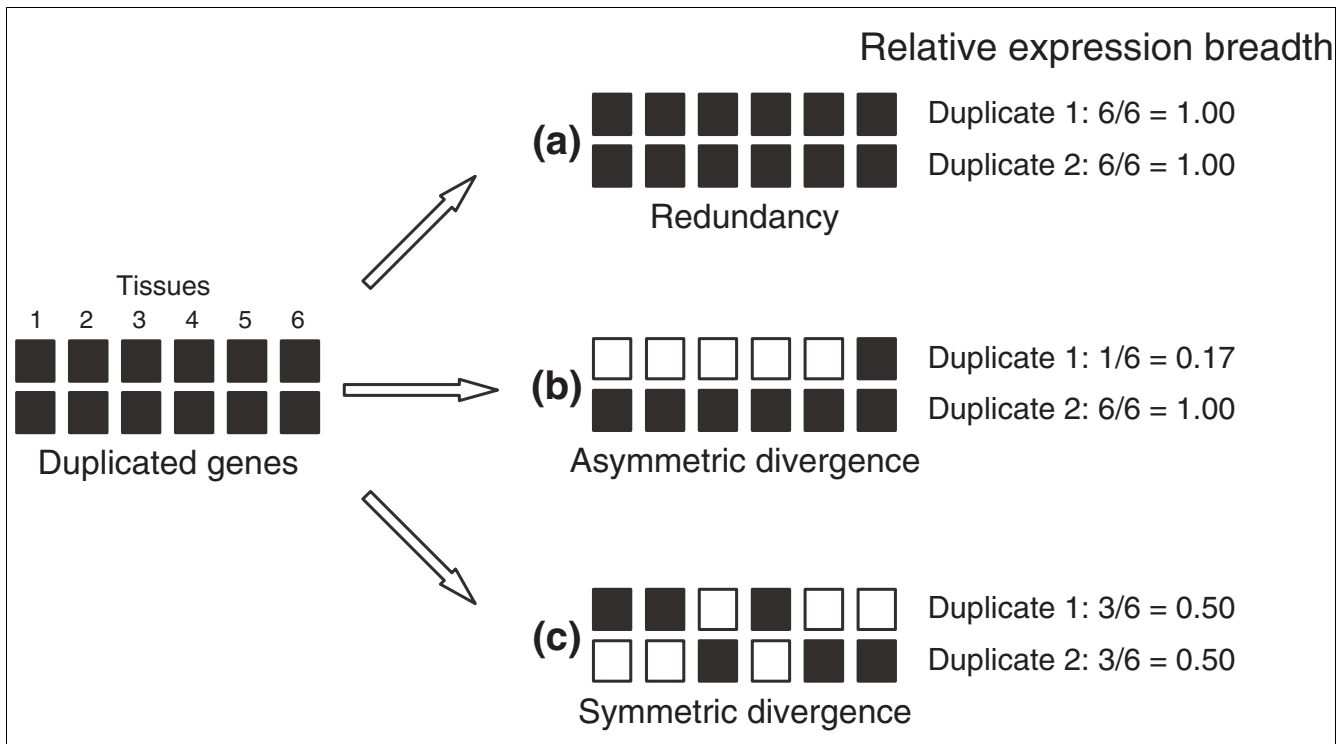 Relative expression breadth
(a)
Duplicate 1: 6/6 = 1.00
Duplicate 2: 6/6 = 1.00
Redundancy
Tissues
1 2 3 4 5 6
Duplicated genes
(b)
Duplicate 1: 1/6 = 0.17
Duplicate 2: 6/6 = 1.00
Asymmetric divergence
(c)
Duplicate 1: 3/6 = 0.50
Duplicate 2: 3/6 = 0.50
Symmetric divergence